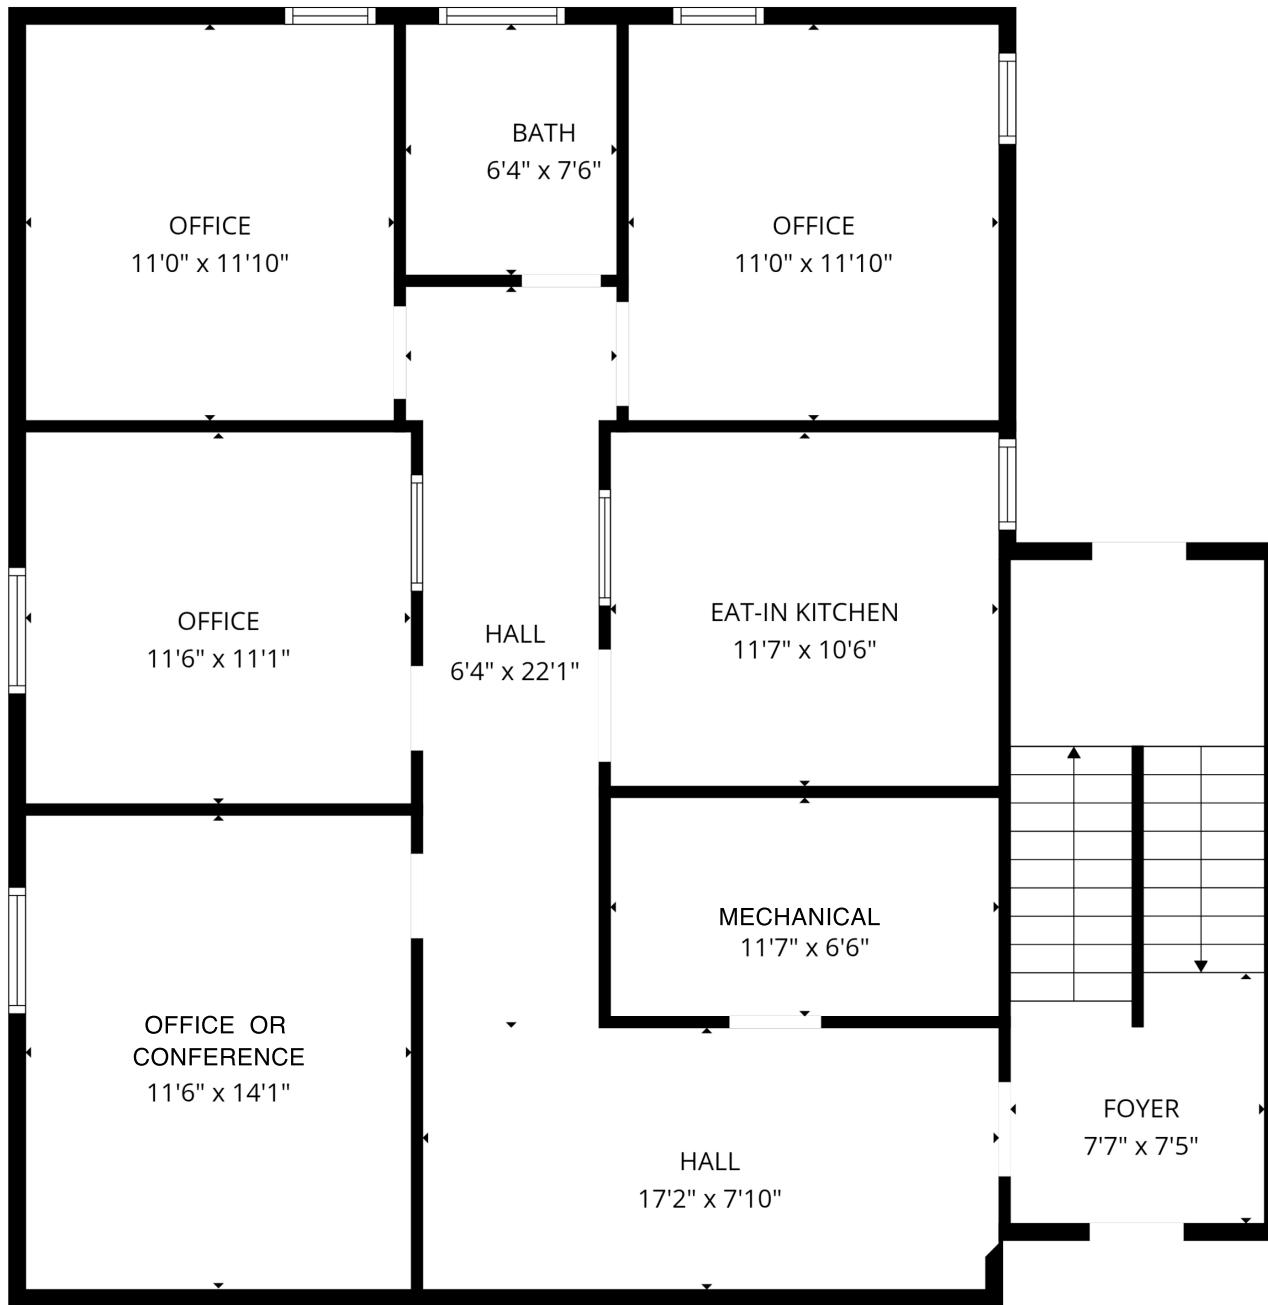 BATH
6'4" x 7'6"
OFFICE
11'0" x 11'10"
OFFICE
11'0" x 11'10"
OFFICE
11'6" x 11'1"
HALL
6'4" x 22'1"
EAT-IN KITCHEN
11'7" x 10'6"
MECHANICAL
11'7" x 6'6"
OFFICE OR
CONFERENCE
11'6" x 14'1"
HALL
17'2" x 7'10"
FOYER
7'7" x 7'5"